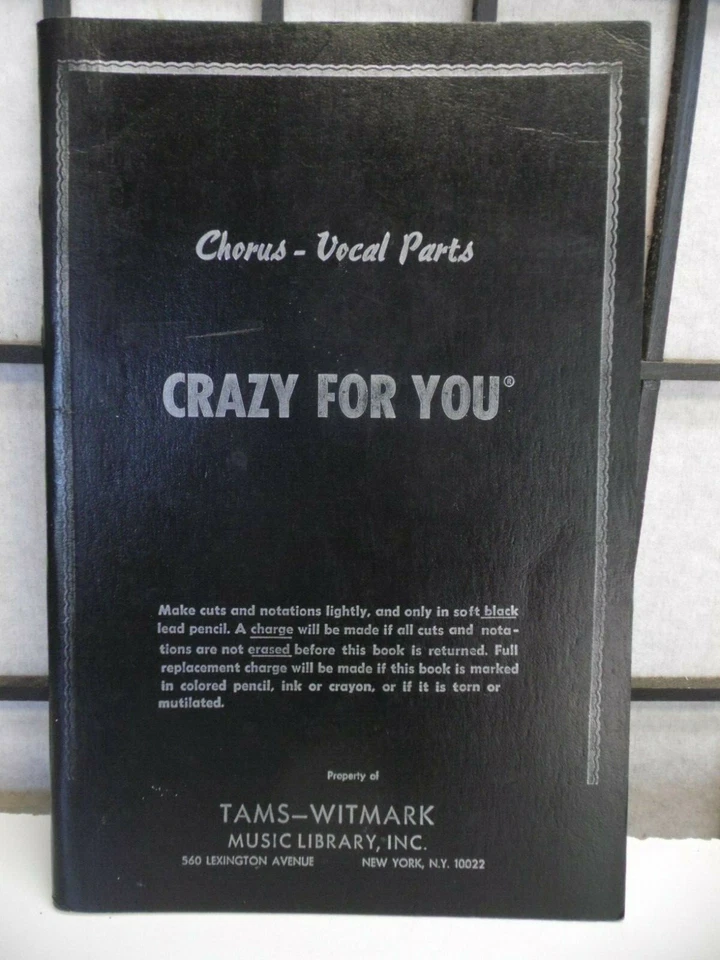 Chorus - Vocal Parts
CRAZY FOR YOU®
Make cuts and notations lightly, and only in soft black
lead pencil. A charge will be made if all cuts and nota-
tions are not erased before this book is returned. Full
replacement charge will be made if this book is marked
in colored pencil, ink or crayon, or if it is torn or
mutilated.
Property of
TAMS—WITMARK
MUSIC LIBRARY, INC.
560 LEXINGTON AVENUE NEW YORK, N.Y. 10022